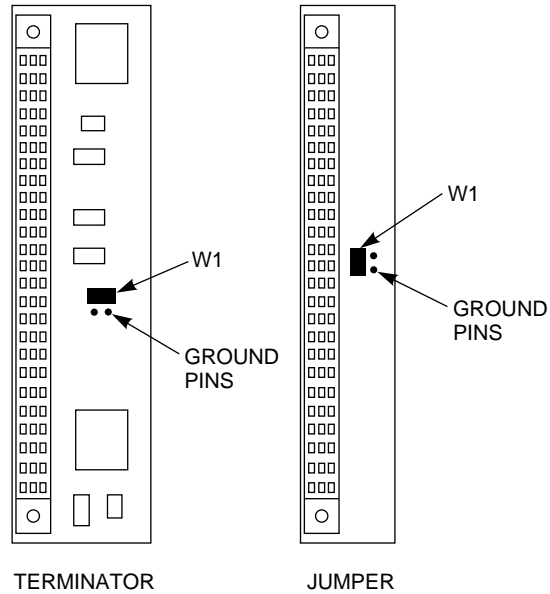 W1
GROUND
PINS
W1
GROUND
PINS
TERMINATOR
JUMPER